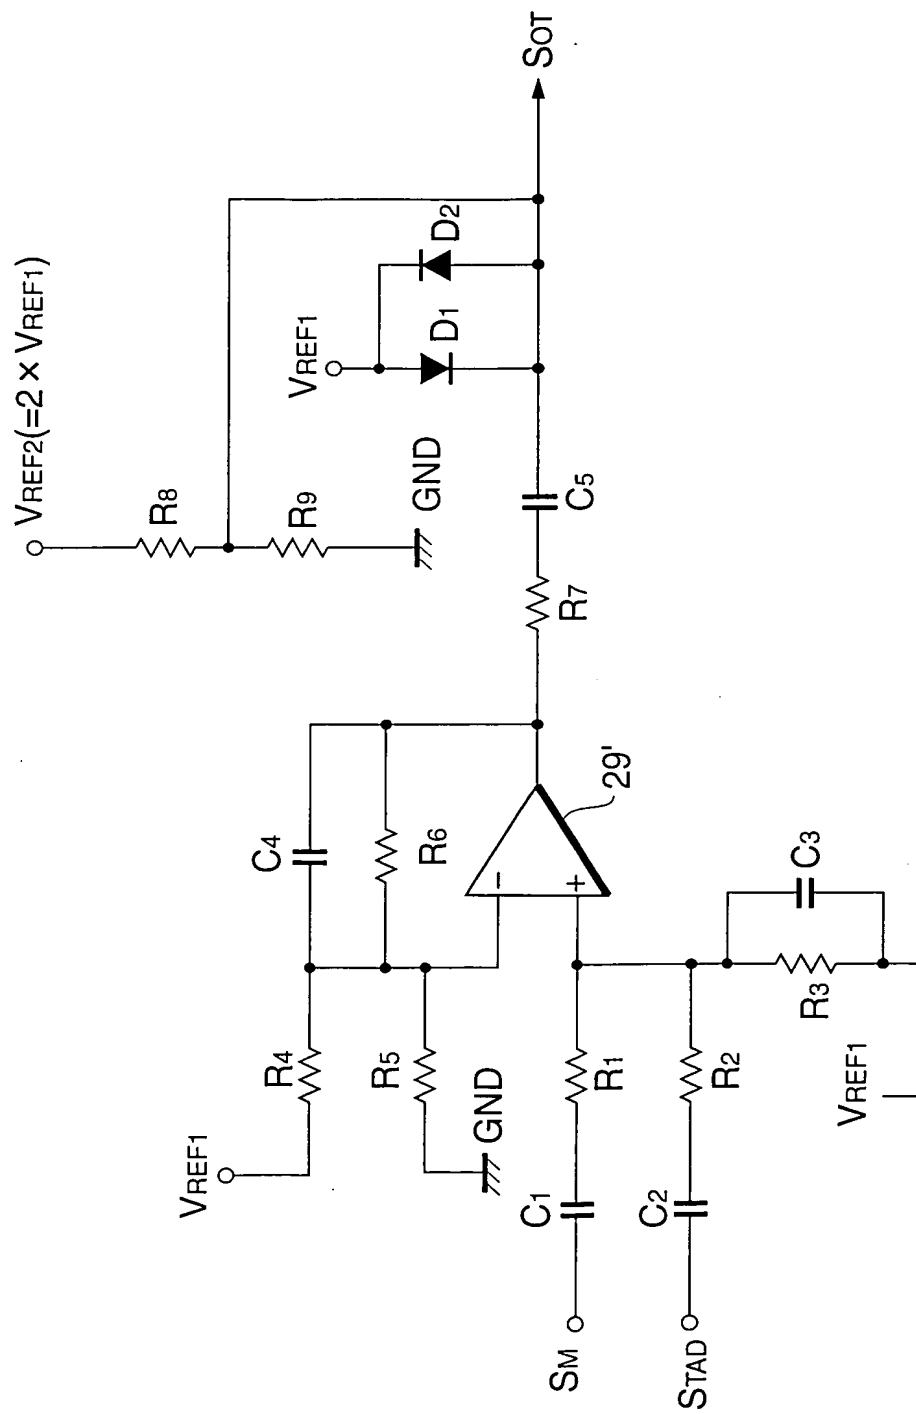 VREF2(=2 × VREF1)
R8
R9
GND
VREF1
D1
D2
SOT
C5
R7
C4
R6
29'
−
+
VREF1
R4
R5
GND
C1
R1
SM
C2
R2
STAD
C3
R3
VREF1